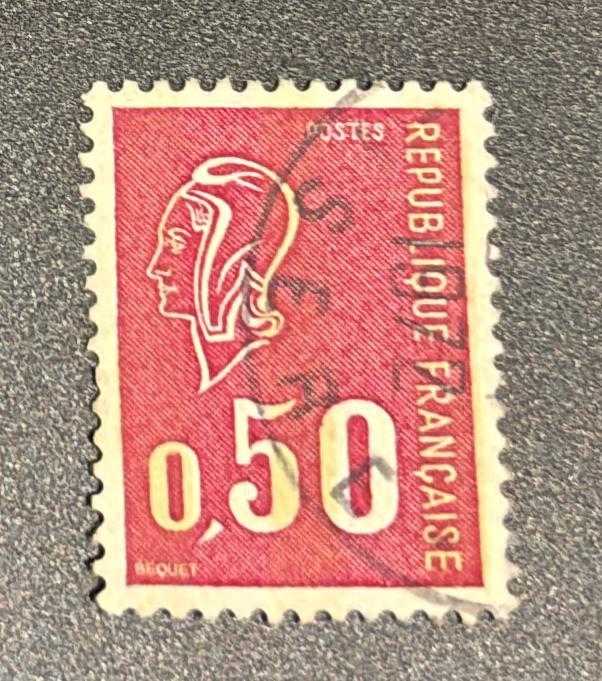 POSTES
REPUBLIQUE FRANÇAISE
0,50
BEQUET